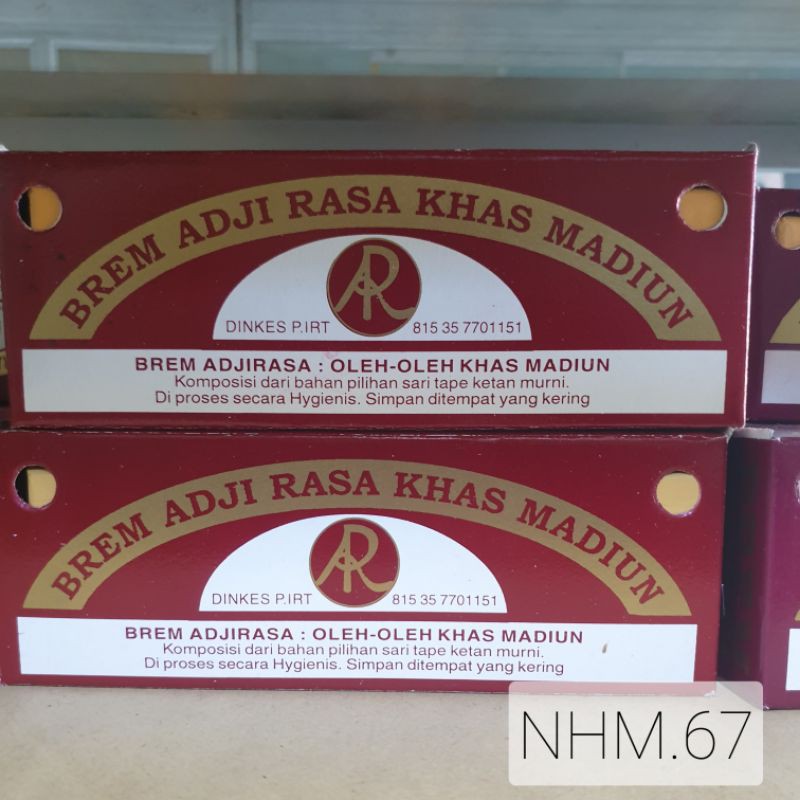 BREM ADJI RASA KHAS MADIUN
AR
DINKES P.IRT 815 35 7701151
BREM ADJIRASA : OLEH-OLEH KHAS MADIUN
Komposisi dari bahan pilihan sari tape ketan murni.
Di proses secara Hygienis. Simpan ditempat yang kering
BREM ADJI RASA KHAS MADIUN
AR
DINKES P.IRT 815 35 7701151
BREM ADJIRASA : OLEH-OLEH KHAS MADIUN
Komposisi dari bahan pilihan sari tape ketan murni.
Di proses secara Hygienis. Simpan ditempat yang kering
NHM.67